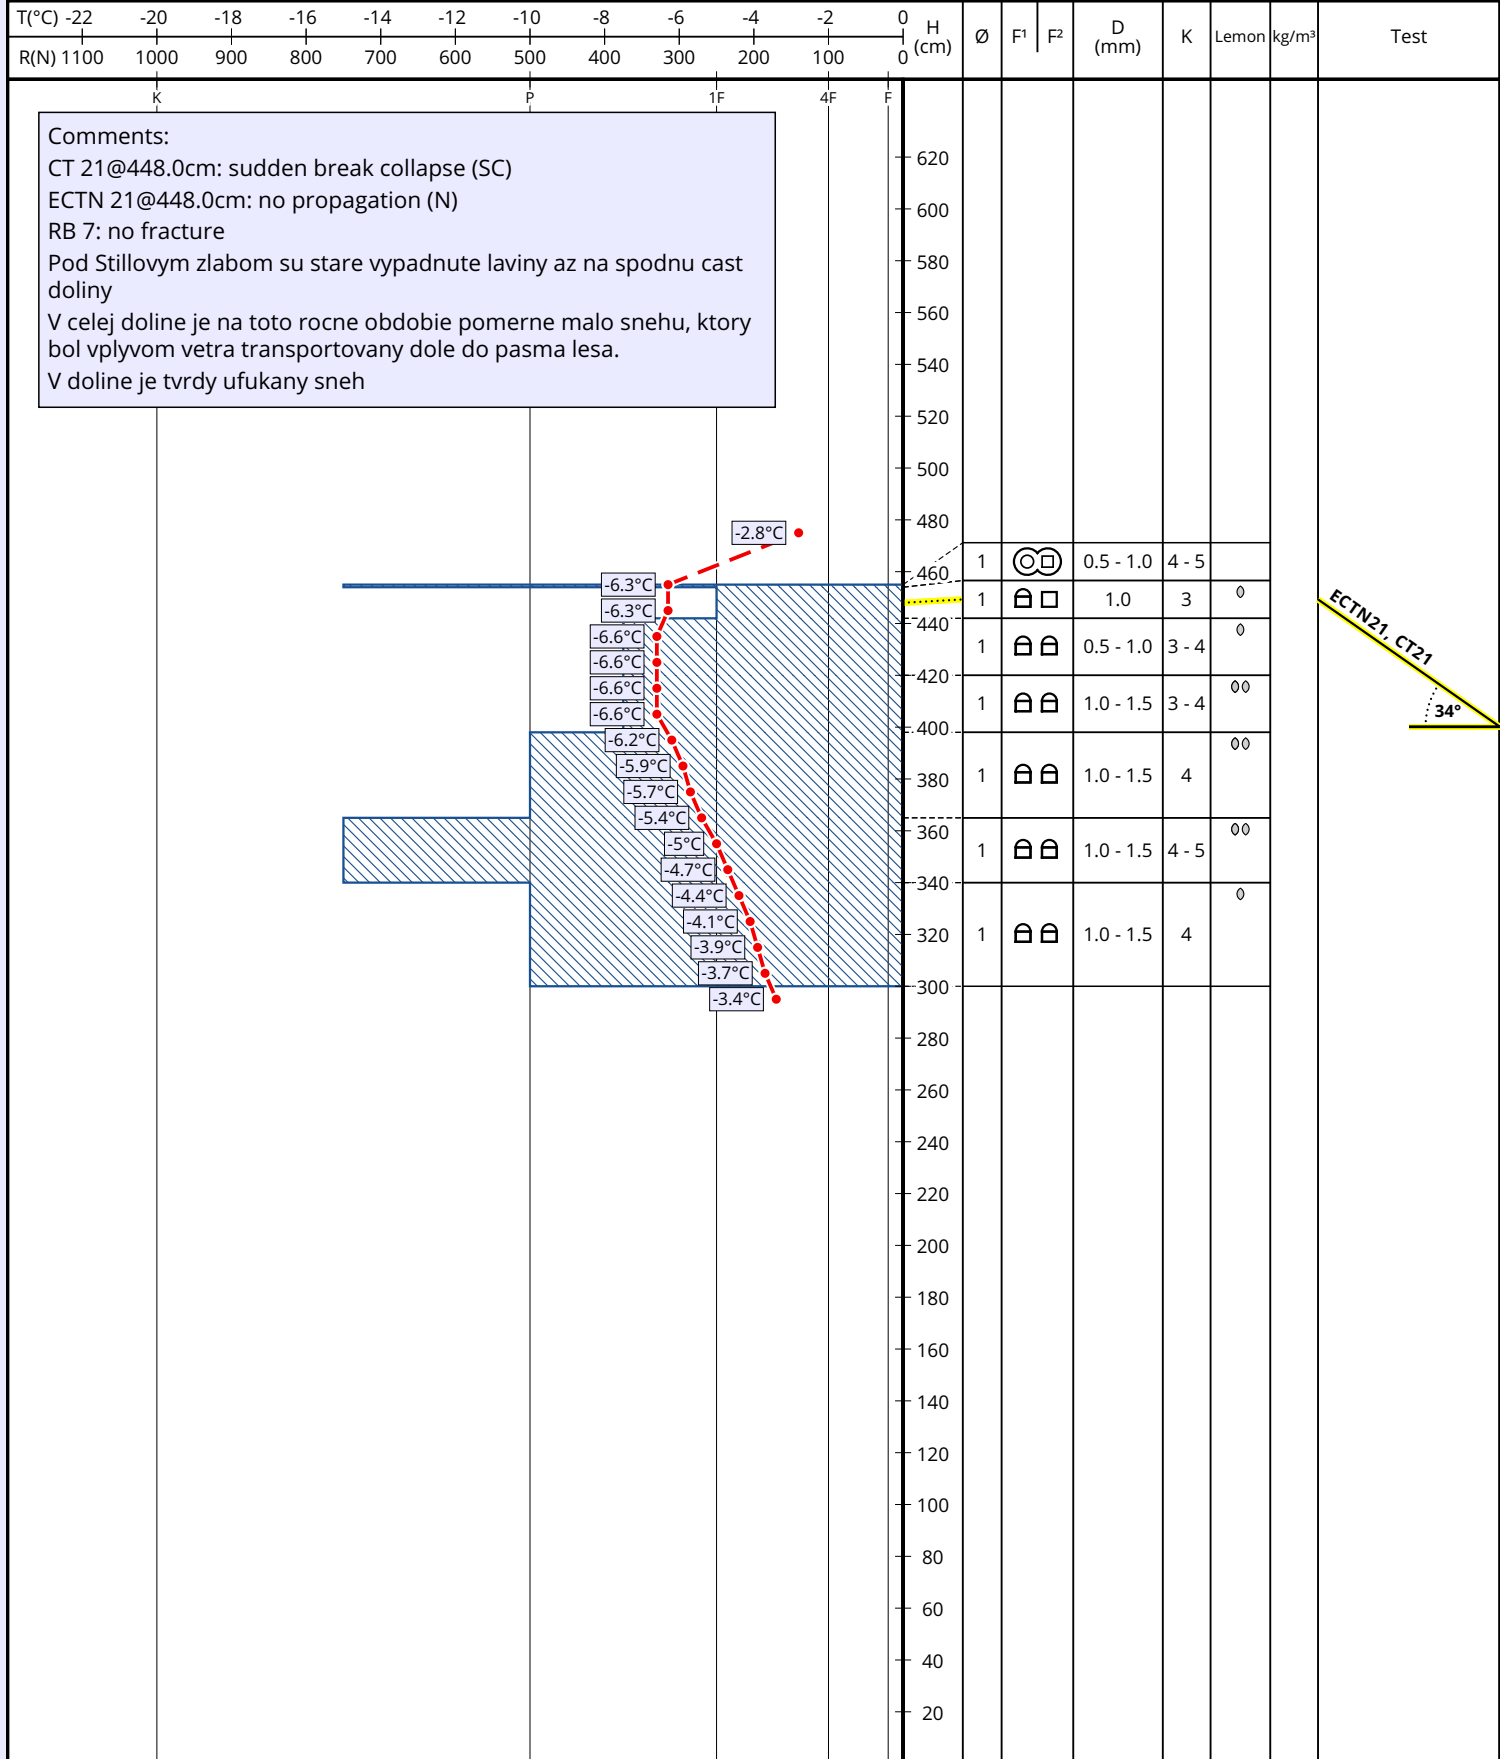 T(°C) -22 -20 -18 -16 -14 -12 -10 -8 -6 -4 -2 0
R(N) 1100 1000 900 800 700 600 500 400 300 200 100 0
H (cm) Ø F¹ F² D (mm) K Lemon kg/m³ Test
K P 1F 4F F
Comments:
CT 21@448.0cm: sudden break collapse (SC)
ECTN 21@448.0cm: no propagation (N)
RB 7: no fracture
Pod Stillovym zlabom su stare vypadnute laviny az na spodnu cast
doliny
V celej doline je na toto rocne obdobie pomerne malo snehu, ktory
bol vplyvom vetra transportovany dole do pasma lesa.
V doline je tvrdy ufukany sneh
620
600
580
560
540
520
500
480
460
440
420
400
380
360
340
320
300
280
260
240
220
200
180
160
140
120
100
80
60
40
20
-2.8°C
-6.3°C
-6.3°C
-6.6°C
-6.6°C
-6.6°C
-6.6°C
-6.2°C
-5.9°C
-5.7°C
-5.4°C
-5°C
-4.7°C
-4.4°C
-4.1°C
-3.9°C
-3.7°C
-3.4°C
1 0.5 - 1.0 4 - 5
1 1.0 3
1 0.5 - 1.0 3 - 4
1 1.0 - 1.5 3 - 4
1 1.0 - 1.5 4
1 1.0 - 1.5 4 - 5
1 1.0 - 1.5 4
ECTN21, CT21
34°